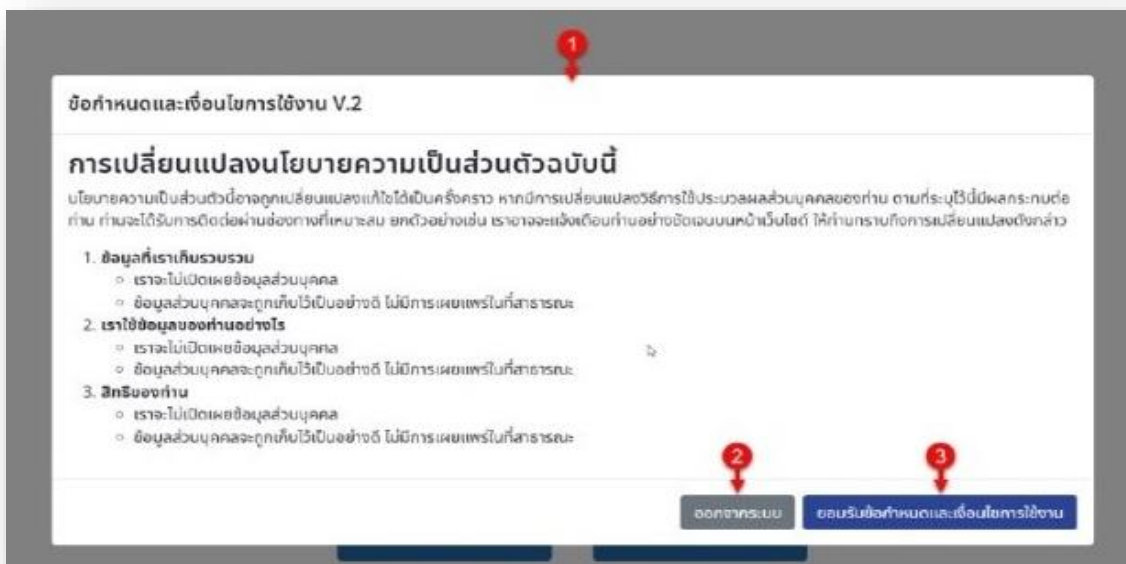 1
ข้อกำหนดและเงื่อนไขการใช้งาน V.2
การเปลี่ยนแปลงนโยบายความเป็นส่วนตัวฉบับนี้
นโยบายความเป็นส่วนตัวนี้อาจถูกเปลี่ยนแปลงแก้ไขได้เป็นครั้งคราว หากมีการเปลี่ยนแปลงวิธีการใช้ประมวลผลส่วนบุคคลของท่าน ตามที่ระบุไว้นี้มีผลกระทบต่อ
ท่าน ท่านจะได้รับการติดต่อผ่านช่องทางที่เหมาะสม ยกตัวอย่างเช่น เราอาจจะแจ้งเตือนท่านอย่างชัดเจนบนหน้าเว็บไซต์ ให้ท่านทราบถึงการเปลี่ยนแปลงดังกล่าว
1. ข้อมูลที่เราเก็บรวบรวม
เราจะไม่เปิดเผยข้อมูลส่วนบุคคล
ข้อมูลส่วนบุคคลจะถูกเก็บไว้เป็นอย่างดี ไม่มีการเผยแพร่ในที่สาธารณะ
2. เราใช้ข้อมูลของท่านอย่างไร
เราจะไม่เปิดเผยข้อมูลส่วนบุคคล
ข้อมูลส่วนบุคคลจะถูกเก็บไว้เป็นอย่างดี ไม่มีการเผยแพร่ในที่สาธารณะ
3. สิทธิของท่าน
เราจะไม่เปิดเผยข้อมูลส่วนบุคคล
ข้อมูลส่วนบุคคลจะถูกเก็บไว้เป็นอย่างดี ไม่มีการเผยแพร่ในที่สาธารณะ
2 3
ออกจากระบบ ยอมรับข้อกำหนดและเงื่อนไขการใช้งาน